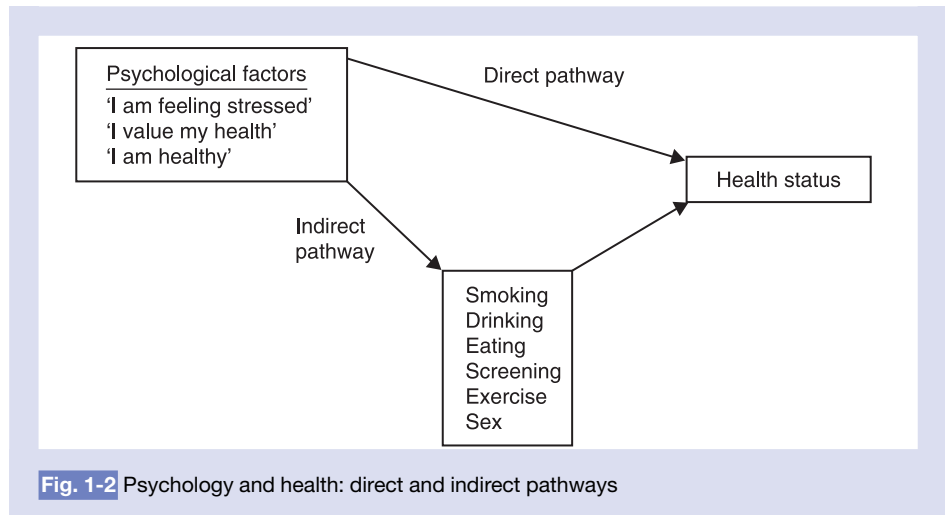 Psychological factors
'I am feeling stressed'
'I value my health'
'I am healthy'
Direct pathway
Health status
Indirect
pathway
Smoking
Drinking
Eating
Screening
Exercise
Sex
Fig. 1-2 Psychology and health: direct and indirect pathways